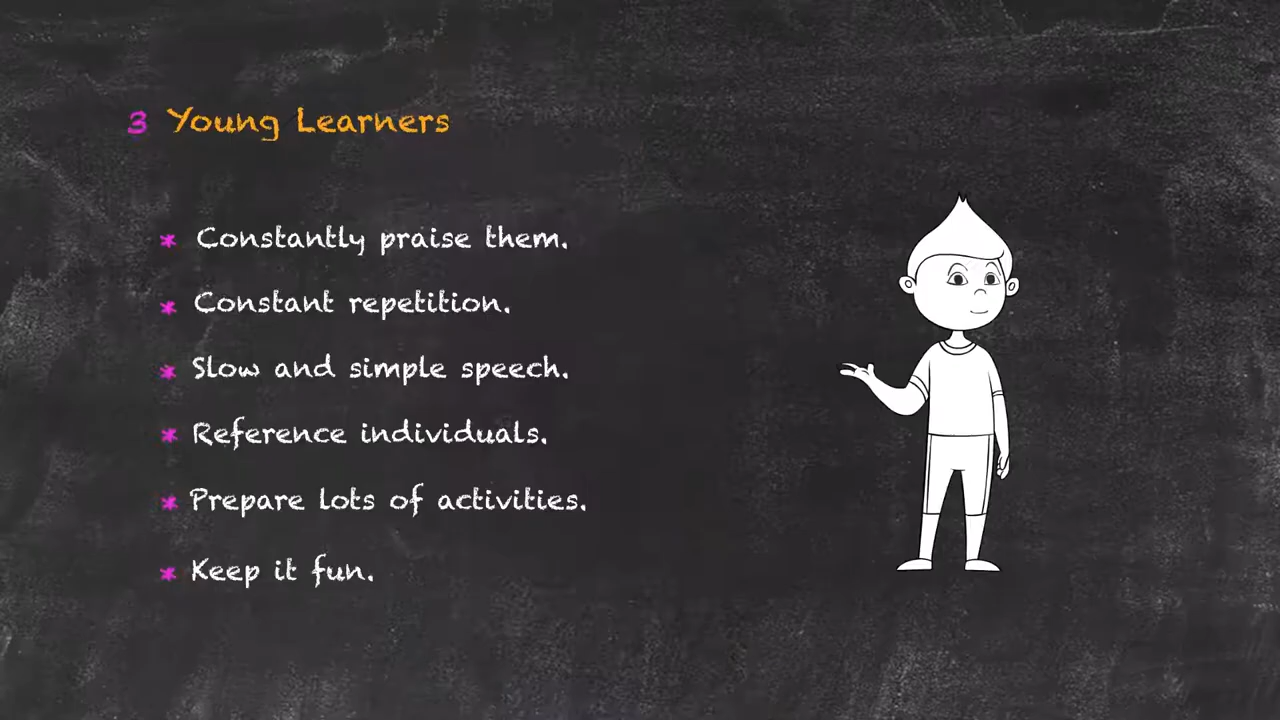 3 Young Learners
* Constantly praise them.
* Constant repetition.
* Slow and simple speech.
* Reference individuals.
* Prepare lots of activities.
* Keep it fun.